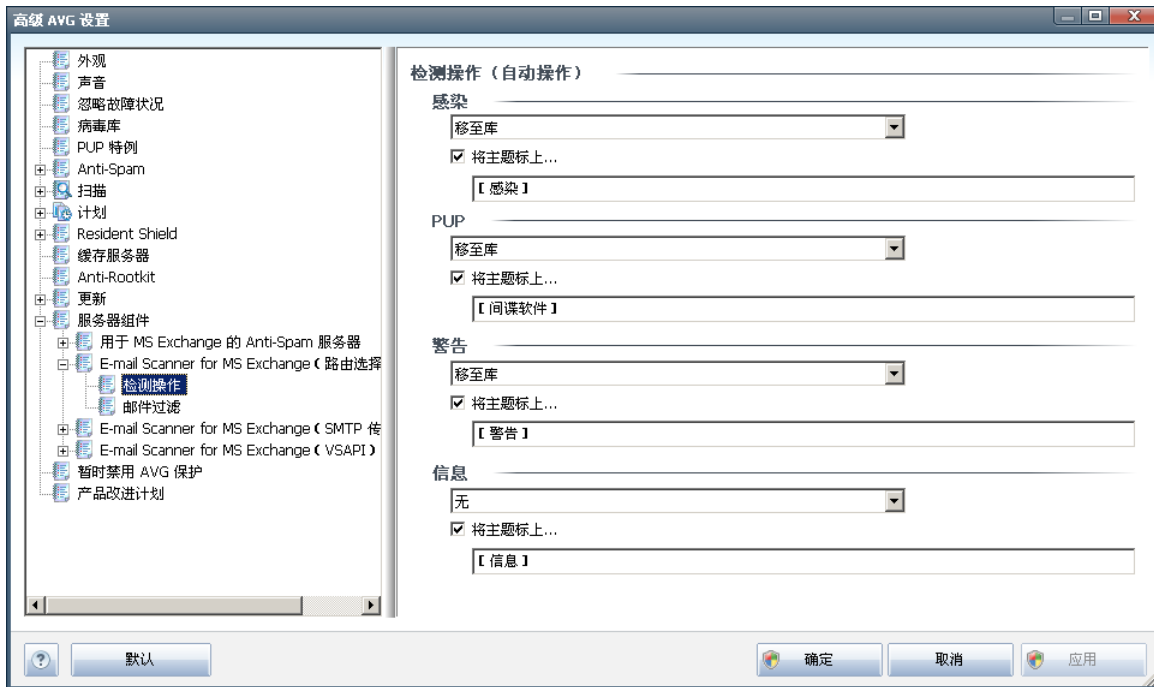 高级 AVG 设置
外观
声音
忽略故障状况
病毒库
PUP 特例
Anti-Spam
扫描
计划
Resident Shield
缓存服务器
Anti-Rootkit
更新
服务器组件
用于 MS Exchange 的 Anti-Spam 服务器
E-mail Scanner for MS Exchange（路由选择
检测操作
邮件过滤
E-mail Scanner for MS Exchange（SMTP 传
E-mail Scanner for MS Exchange（VSAPI）
暂时禁用 AVG 保护
产品改进计划
检测操作（自动操作）
感染
移至库
将主题标上...
【感染】
PUP
移至库
将主题标上...
【间谍软件】
警告
移至库
将主题标上...
【警告】
信息
无
将主题标上...
【信息】
?
默认
确定
取消
应用